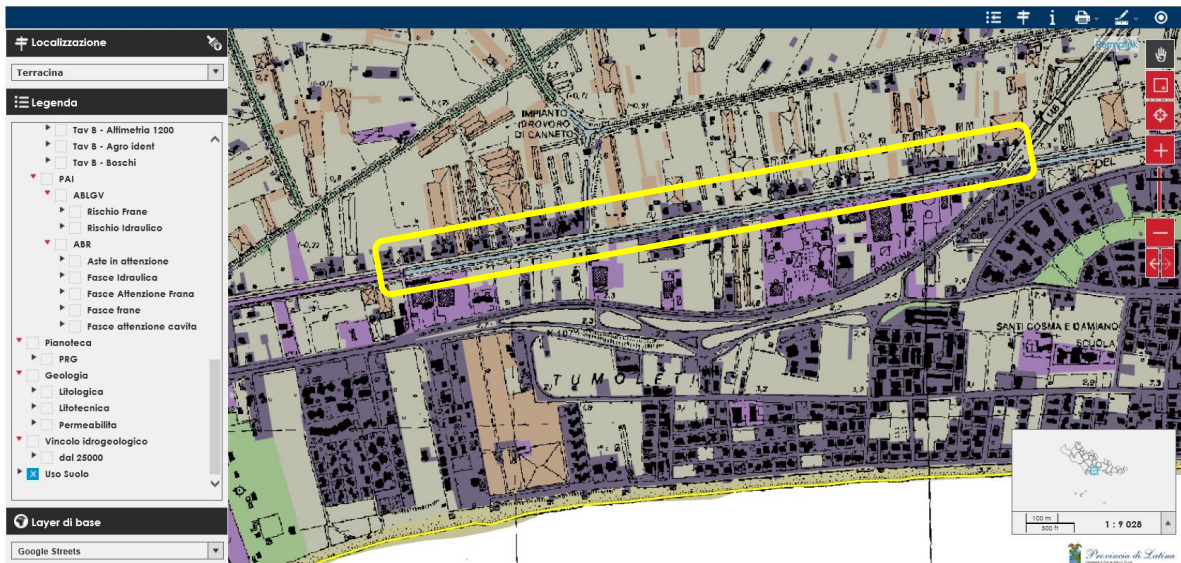 Localizzazione
Terracina
Legenda
Tav B - Altimetria 1200
Tav B - Agro ident
Tav B - Boschi
PAI
ABLGV
Rischio Frane
Rischio Idraulico
ABR
Aste in attenzione
Fasce Idraulica
Fasce Attenzione Frana
Fasce frane
Fasce attenzione cavita
Pianoteca
PRG
Geologia
Litologica
Litotecnica
Permeabilita
Vincolo idrogeologico
dal 25000
Uso Suolo
Layer di base
Google Streets
Permalink
IMPIANTO
IDROVORO
DI CANNETO
DEL
PONTINA
SANTI COSMA E DAMIANO
SCUOLA
TUMOLETI
100 m
500 ft
1 : 9 028
Provincia di Latina